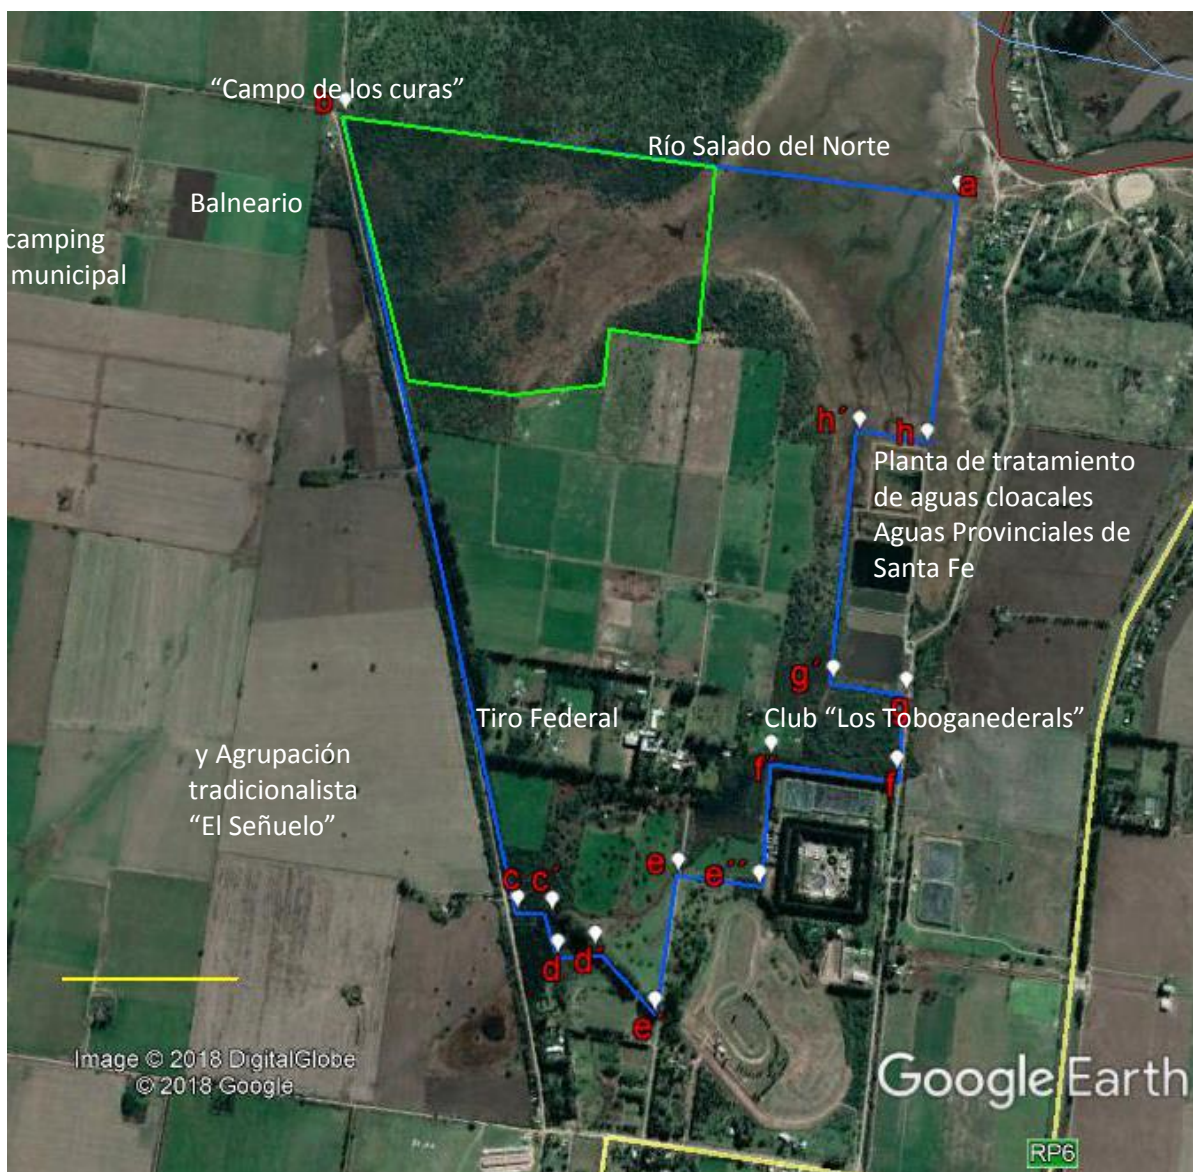 “Campo de los curas”
b
Río Salado del Norte
a
Balneario
camping
municipal
h´
h
Planta de tratamiento
de aguas cloacales
Aguas Provinciales de
Santa Fe
g´
g
Tiro Federal
Club “Los Toboganederals”
y Agrupación
tradicionalista
“El Señuelo”
f´
f
e
e´´
c
c´
d
d´
e
Image © 2018 DigitalGlobe
© 2018 Google
Google Earth
RP6